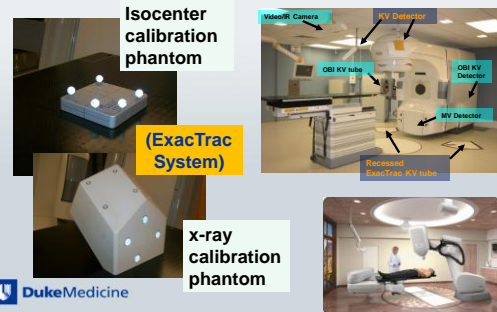 Isocenter
calibration
phantom
(ExacTrac
System)
x-ray
calibration
phantom
Video/IR Camera
KV Detector
OBI KV tube
OBI KV
Detector
MV Detector
Recessed
ExacTrac KV tube
DukeMedicine